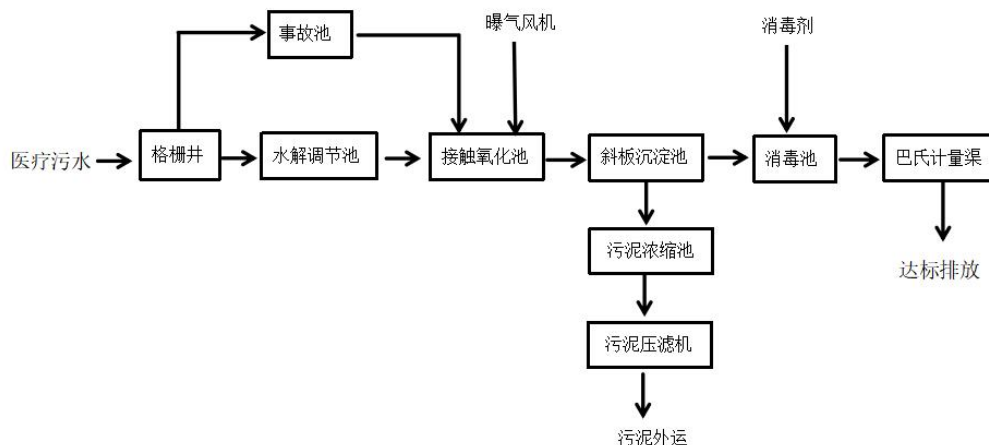 事故池
曝气风机
消毒剂
医疗污水
格栅井
水解调节池
接触氧化池
斜板沉淀池
消毒池
巴氏计量渠
污泥浓缩池
达标排放
污泥压滤机
污泥外运